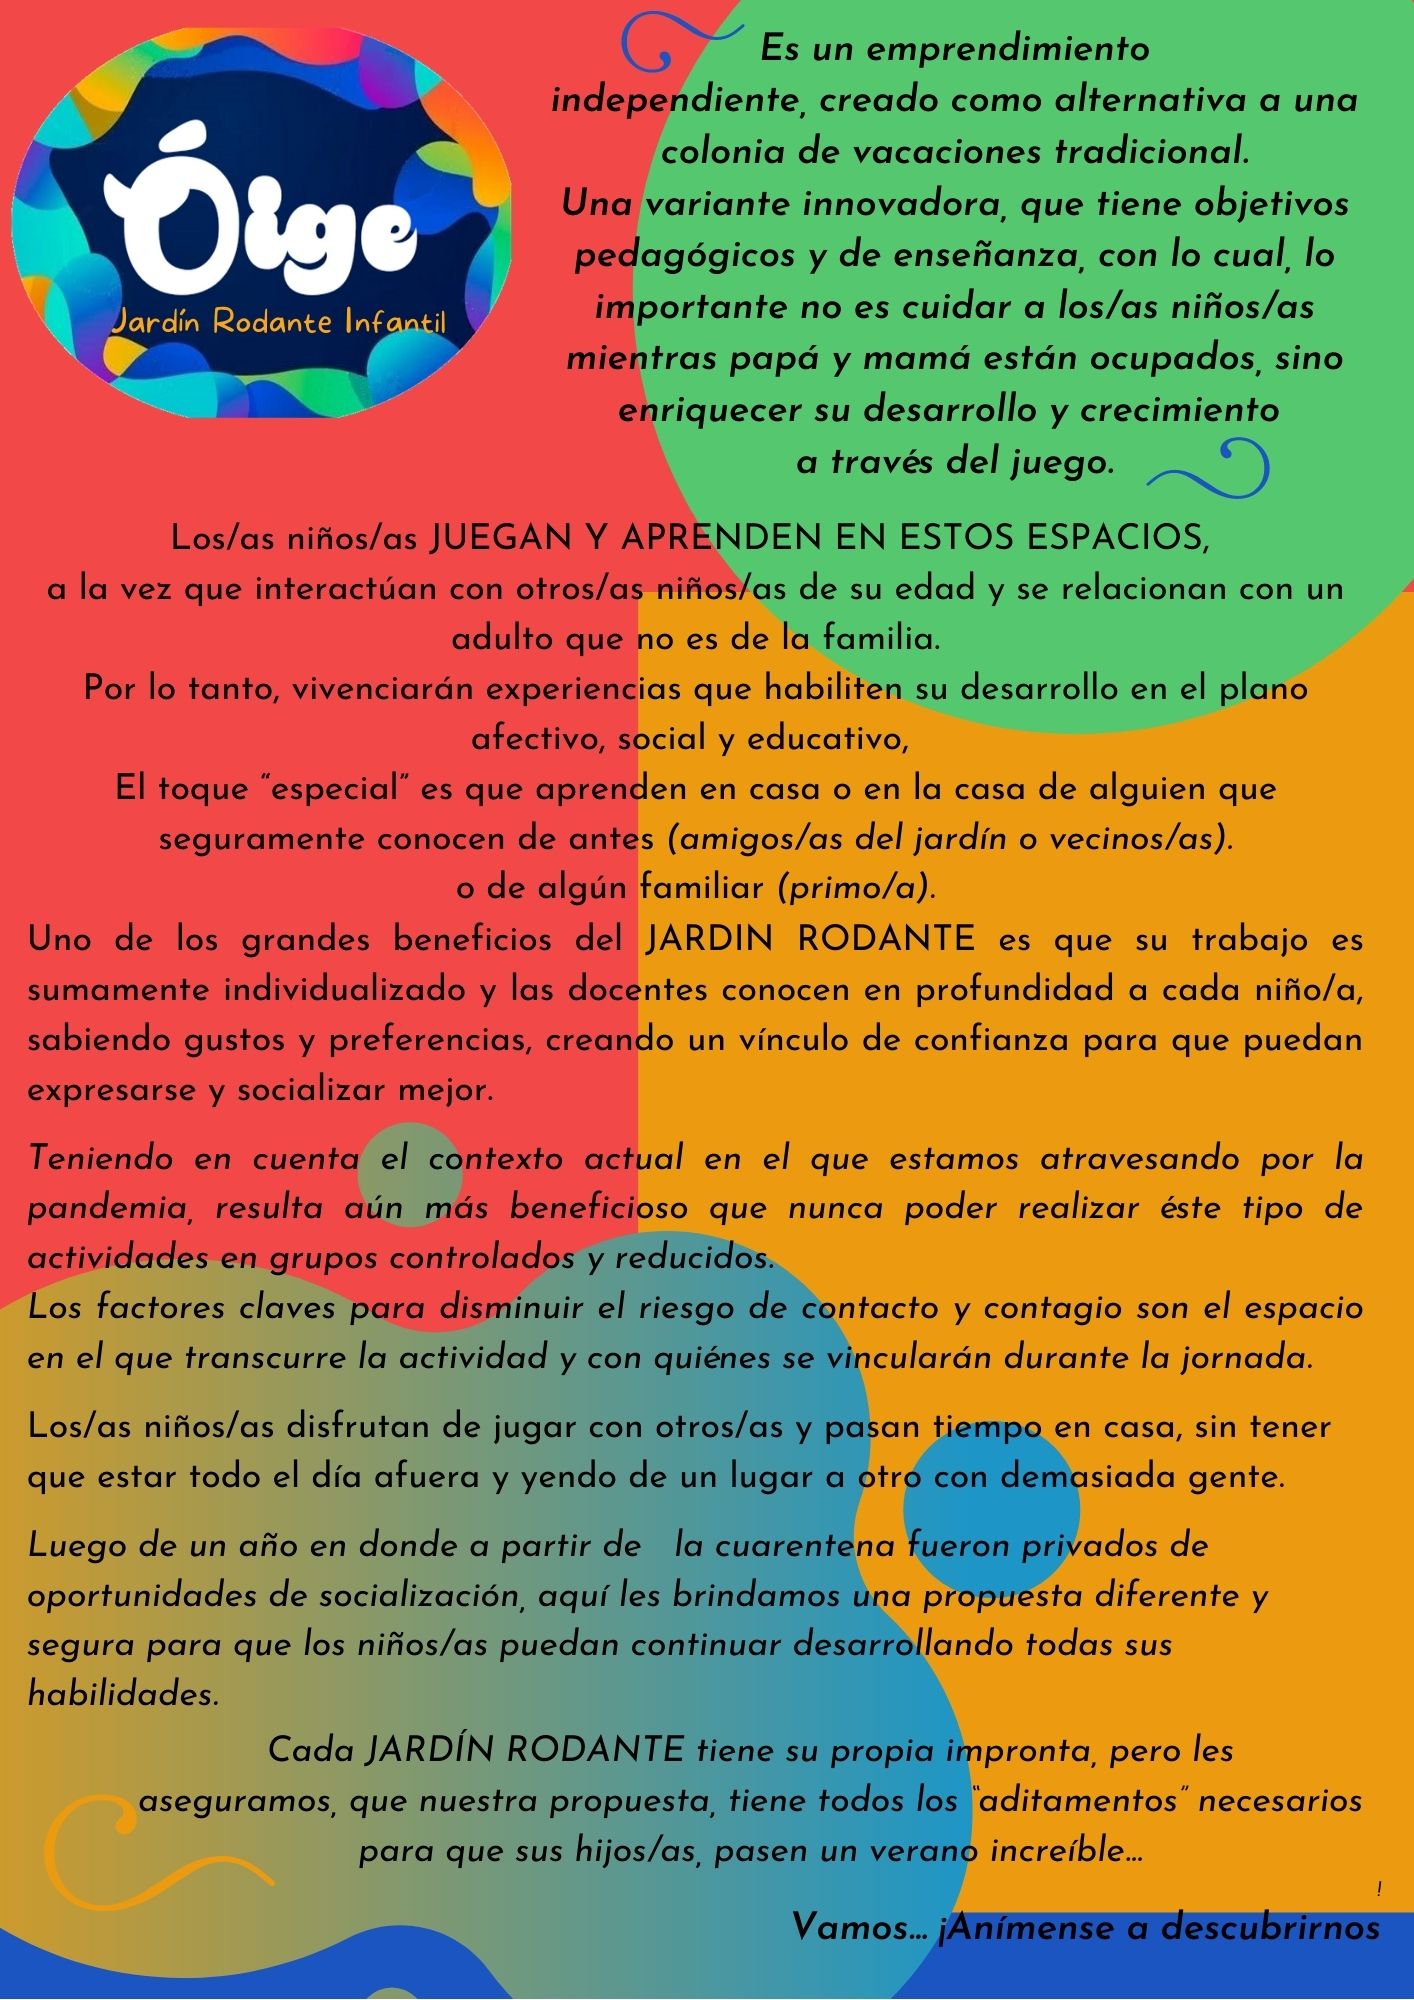 Óige
Jardín Rodante Infantil
Es un emprendimiento
independiente, creado como alternativa a una
colonia de vacaciones tradicional.
Una variante innovadora, que tiene objetivos
pedagógicos y de enseñanza, con lo cual, lo
importante no es cuidar a los/as niños/as
mientras papá y mamá están ocupados, sino
enriquecer su desarrollo y crecimiento
a través del juego.
Los/as niños/as JUEGAN Y APRENDEN EN ESTOS ESPACIOS,
a la vez que interactúan con otros/as niños/as de su edad y se relacionan con un
adulto que no es de la familia.
Por lo tanto, vivenciarán experiencias que habiliten su desarrollo en el plano
afectivo, social y educativo,
El toque “especial” es que aprenden en casa o en la casa de alguien que
seguramente conocen de antes (amigos/as del jardín o vecinos/as).
o de algún familiar (primo/a).
Uno de los grandes beneficios del JARDIN RODANTE es que su trabajo es
sumamente individualizado y las docentes conocen en profundidad a cada niño/a,
sabiendo gustos y preferencias, creando un vínculo de confianza para que puedan
expresarse y socializar mejor.
Teniendo en cuenta el contexto actual en el que estamos atravesando por la
pandemia, resulta aún más beneficioso que nunca poder realizar éste tipo de
actividades en grupos controlados y reducidos.
Los factores claves para disminuir el riesgo de contacto y contagio son el espacio
en el que transcurre la actividad y con quiénes se vincularán durante la jornada.
Los/as niños/as disfrutan de jugar con otros/as y pasan tiempo en casa, sin tener
que estar todo el día afuera y yendo de un lugar a otro con demasiada gente.
Luego de un año en donde a partir de la cuarentena fueron privados de
oportunidades de socialización, aquí les brindamos una propuesta diferente y
segura para que los niños/as puedan continuar desarrollando todas sus
habilidades.
Cada JARDÍN RODANTE tiene su propia impronta, pero les
aseguramos, que nuestra propuesta, tiene todos los “aditamentos” necesarios
para que sus hijos/as, pasen un verano increíble...
!
Vamos... ¡Anímense a descubrirnos